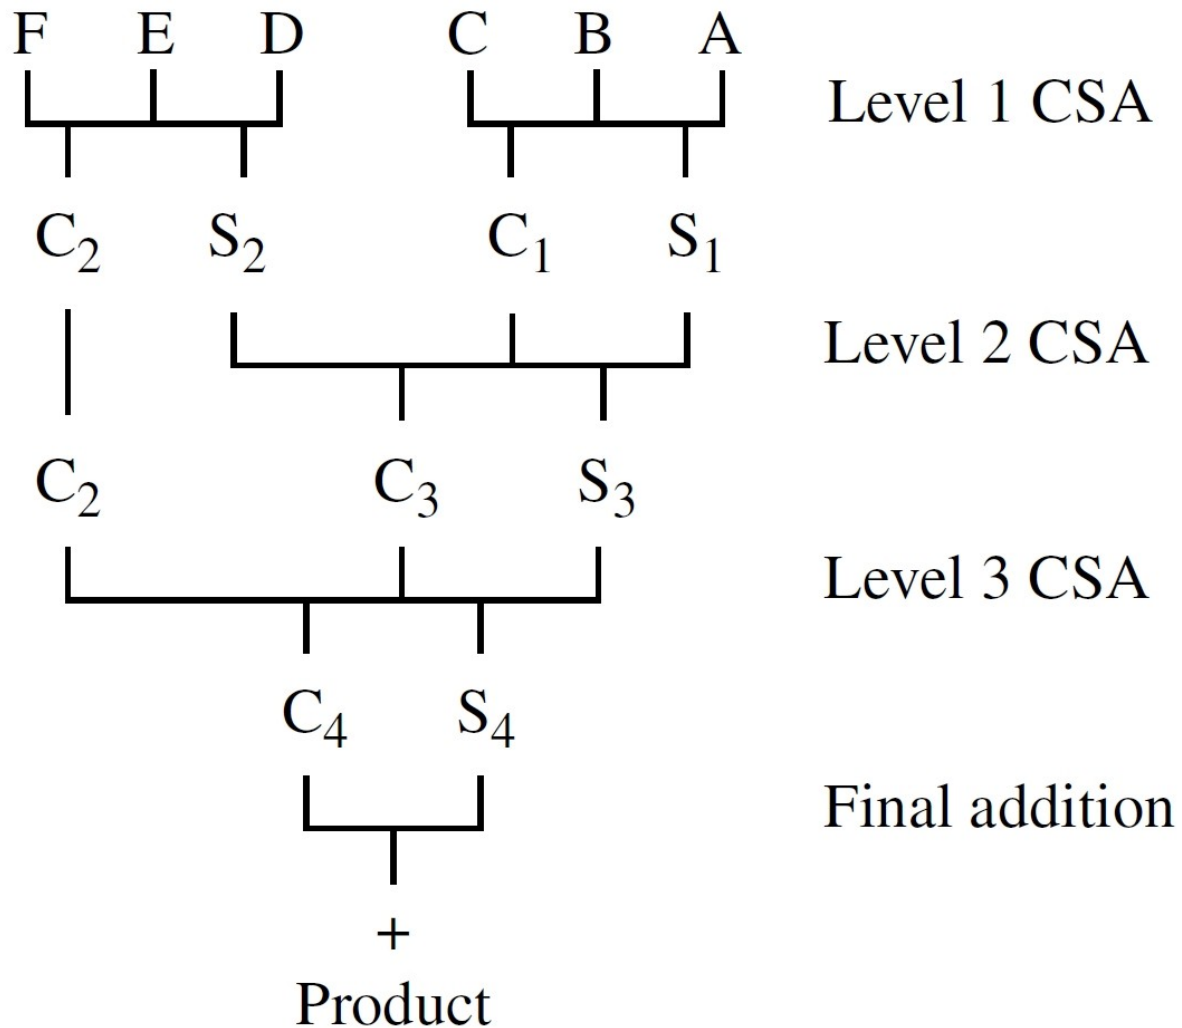 F E D C B A Level 1 CSA
C₂ S₂ C₁ S₁
Level 2 CSA
C₂ C₃ S₃
Level 3 CSA
C₄ S₄
Final addition
+
Product